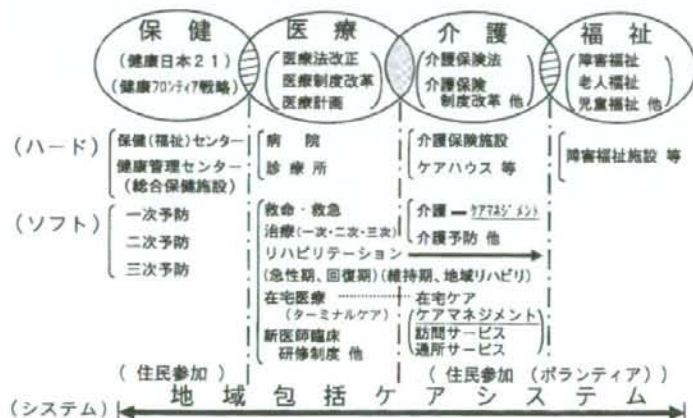 保健 医療 介護 福祉
(健康日本21)
(健康フロンティア戦略)
医療法改正
医療制度改革
医療計画
介護保険法
介護保険
制度改革 他
障害福祉
老人福祉
児童福祉 他
(ハード)
保健(福祉)センター
健康管理センター
(総合保健施設)
病院
診療所
介護保険施設
ケアハウス 等
障害福祉施設 等
(ソフト)
一次予防
二次予防
三次予防
救命・救急
治療(一次・二次・三次)
リハビリテーション
(急性期、回復期)(維持期、地域リハビリ)
在宅医療
(ターミナルケア)
新医師臨床
研修制度 他
介護ーケアマネジメント
介護予防 他
在宅ケア
ケアマネジメント
訪問サービス
通所サービス
(住民参加)
(住民参加(ボランティア))
地域包括ケアシステム
(システム)